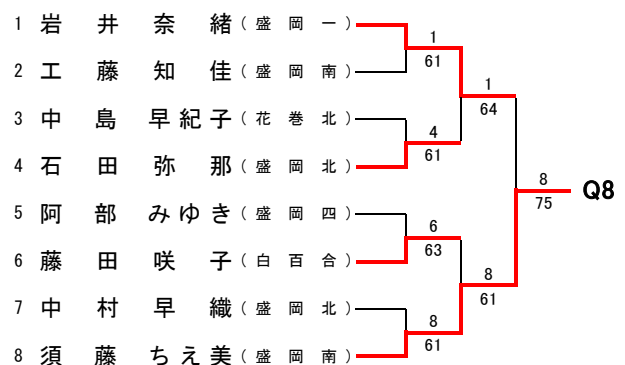 1 岩井奈緒(盛岡一)
1
61
2 工藤知佳(盛岡南)
1
64
3 中島早紀子(花巻北)
4
61
4 石田弥那(盛岡北)
8
75
Q8
5 阿部みゆき(盛岡四)
6
63
6 藤田咲子(白百合)
8
61
7 中村早織(盛岡北)
8
61
8 須藤ちえ美(盛岡南)